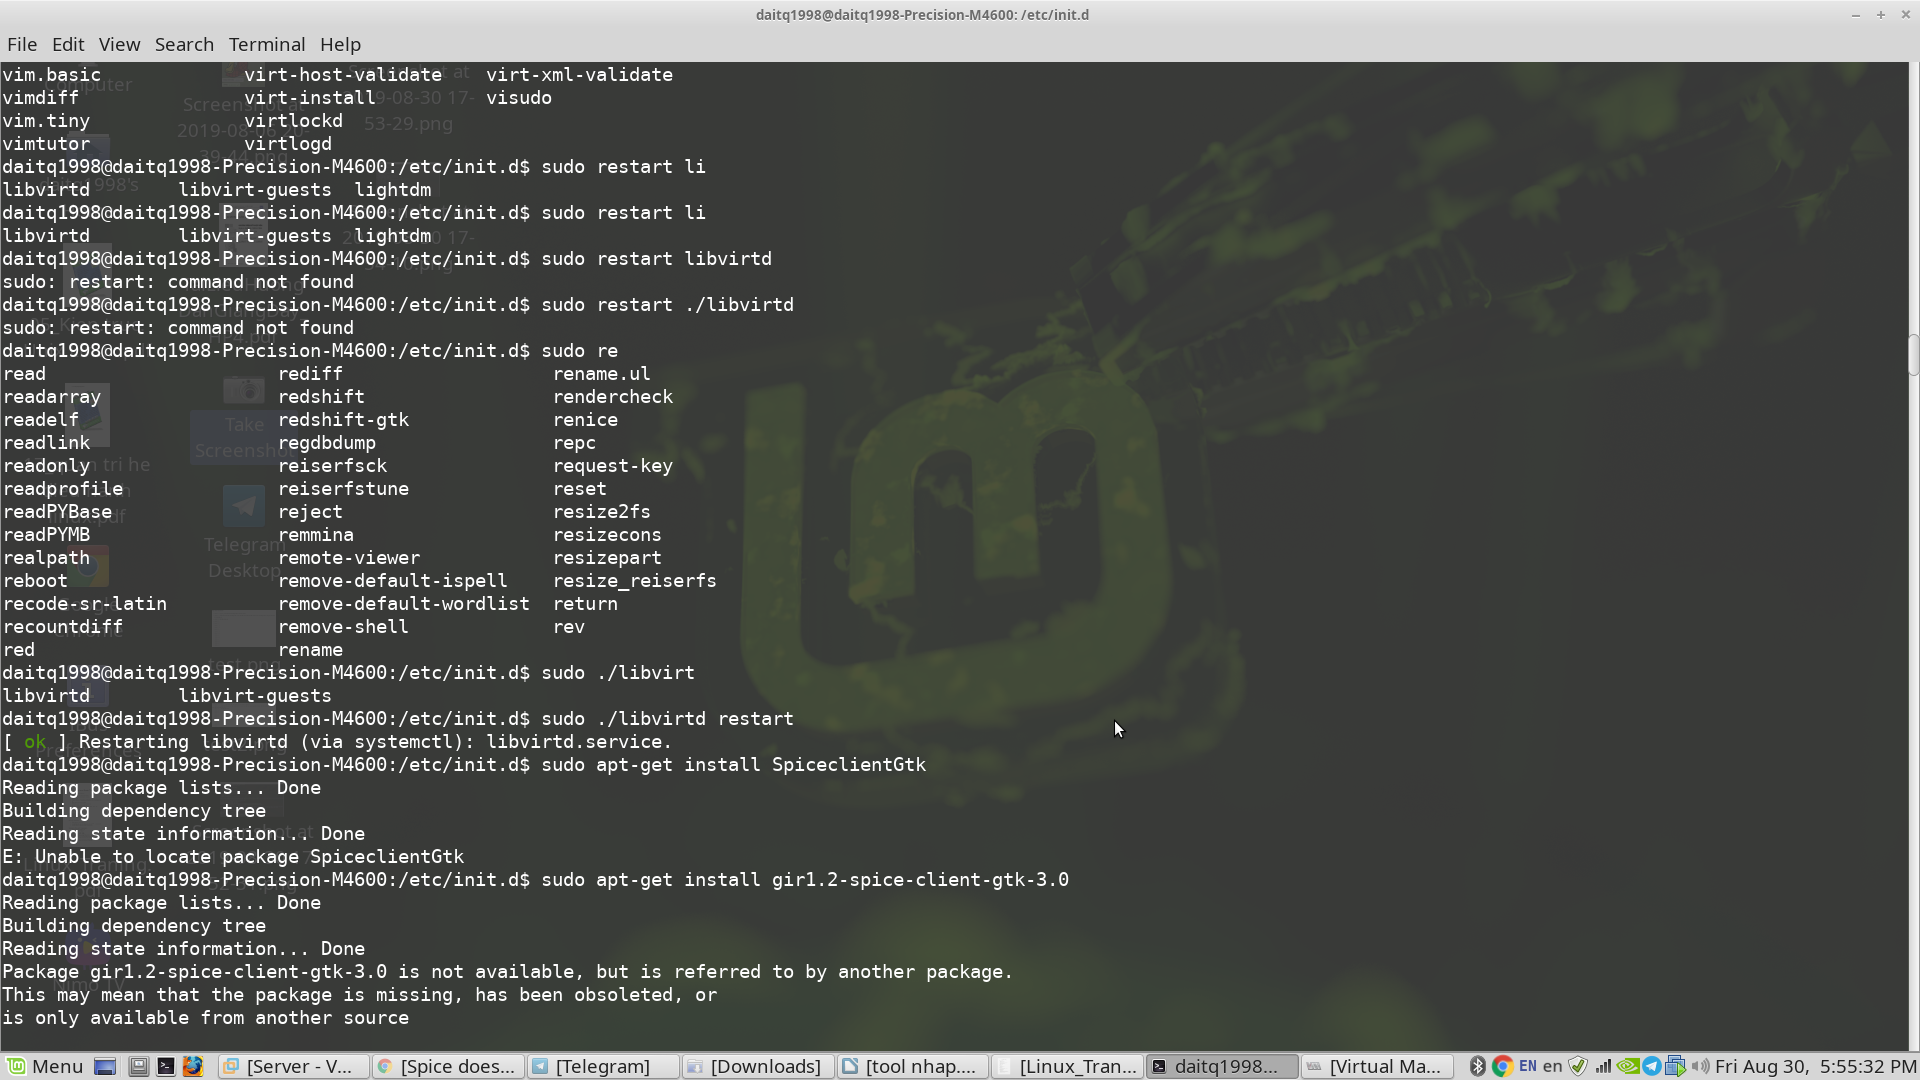 daitq1998@daitq1998-Precision-M4600: /etc/init.d
File Edit View Search Terminal Help
vim.basic virt-host-validate virt-xml-validate
vimdiff virt-install visudo
vim.tiny virtlockd
vimtutor virtlogd
daitq1998@daitq1998-Precision-M4600:/etc/init.d$ sudo restart li
libvirtd libvirt-guests lightdm
daitq1998@daitq1998-Precision-M4600:/etc/init.d$ sudo restart li
libvirtd libvirt-guests lightdm
daitq1998@daitq1998-Precision-M4600:/etc/init.d$ sudo restart libvirtd
sudo: restart: command not found
daitq1998@daitq1998-Precision-M4600:/etc/init.d$ sudo restart ./libvirtd
sudo: restart: command not found
daitq1998@daitq1998-Precision-M4600:/etc/init.d$ sudo re
read rediff rename.ul
readarray redshift rendercheck
readelf redshift-gtk renice
readlink regdbdump repc
readonly reiserfsck request-key
readprofile reiserfstune reset
readPYBase reject resize2fs
readPYMB remmina resizecons
realpath remote-viewer resizepart
reboot remove-default-ispell resize_reiserfs
recode-sr-latin remove-default-wordlist return
recountdiff remove-shell rev
red rename
daitq1998@daitq1998-Precision-M4600:/etc/init.d$ sudo ./libvirt
libvirtd libvirt-guests
daitq1998@daitq1998-Precision-M4600:/etc/init.d$ sudo ./libvirtd restart
[ ok ] Restarting libvirtd (via systemctl): libvirtd.service.
daitq1998@daitq1998-Precision-M4600:/etc/init.d$ sudo apt-get install SpiceclientGtk
Reading package lists... Done
Building dependency tree
Reading state information... Done
E: Unable to locate package SpiceclientGtk
daitq1998@daitq1998-Precision-M4600:/etc/init.d$ sudo apt-get install gir1.2-spice-client-gtk-3.0
Reading package lists... Done
Building dependency tree
Reading state information... Done
Package gir1.2-spice-client-gtk-3.0 is not available, but is referred to by another package.
This may mean that the package is missing, has been obsoleted, or
is only available from another source
Menu [Server - V... [Spice does... [Telegram] [Downloads] [tool nhap.... [Linux_Tran... daitq1998... [Virtual Ma... EN en Fri Aug 30, 5:55:32 PM